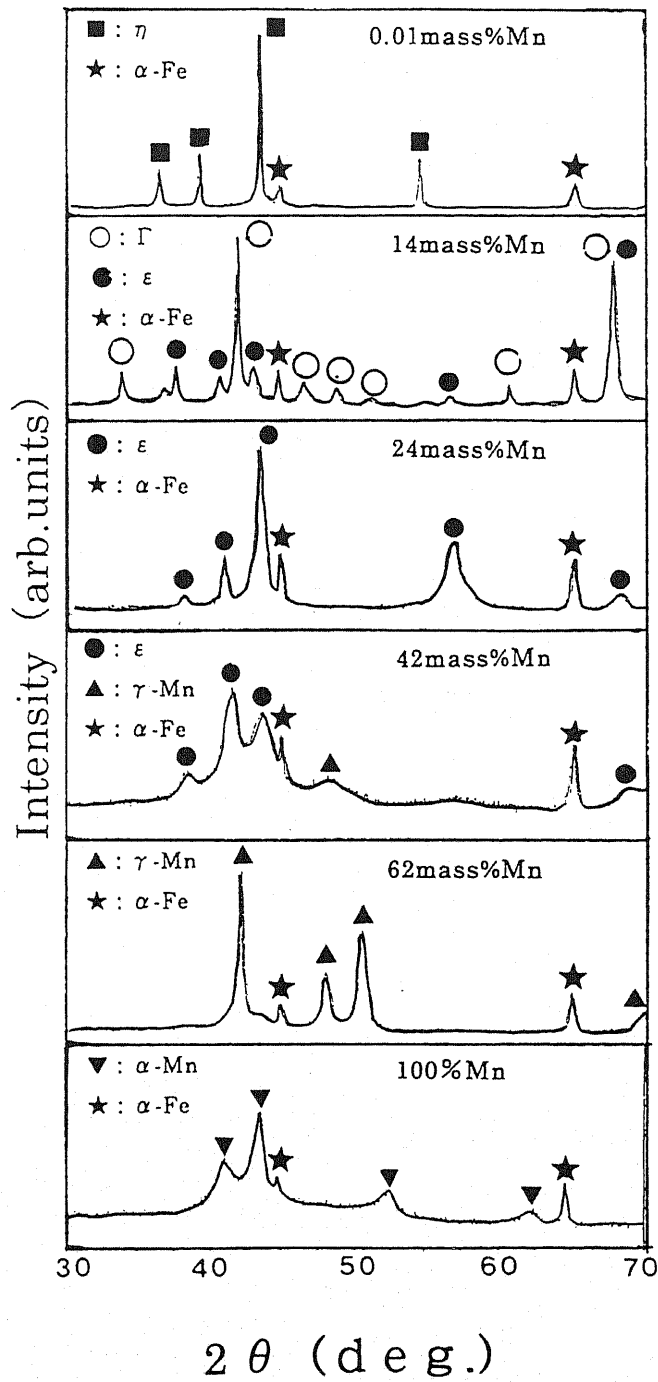 ■ : η
0.01mass%Mn
★ : α-Fe
○ : Γ
14mass%Mn
● : ε
★ : α-Fe
● : ε
24mass%Mn
★ : α-Fe
● : ε
42mass%Mn
▲ : γ-Mn
★ : α-Fe
▲ : γ-Mn
62mass%Mn
★ : α-Fe
▼ : α-Mn
100%Mn
★ : α-Fe
Intensity (arb.units)
30 40 50 60 70
2 θ (deg.)